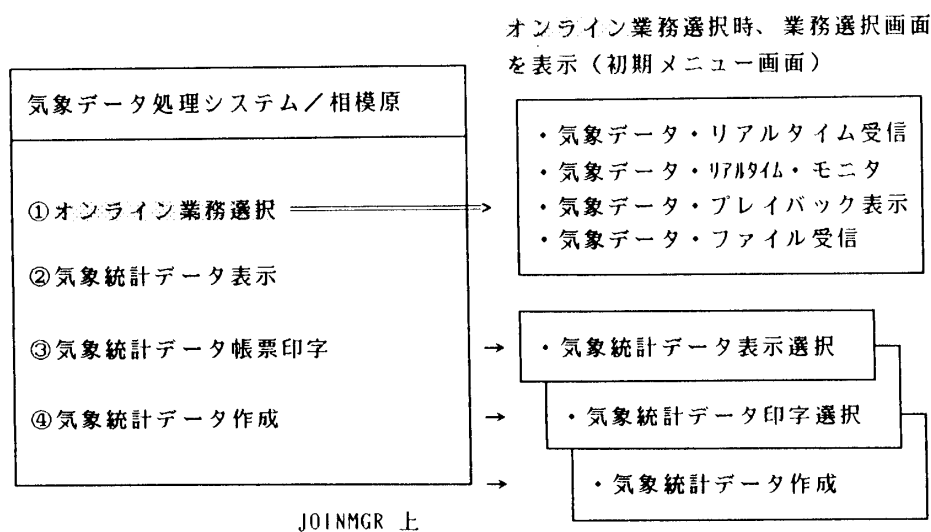 オンライン業務選択時、業務選択画面
を表示（初期メニュー画面）
気象データ処理システム／相模原
①オンライン業務選択
②気象統計データ表示
③気象統計データ帳票印字
④気象統計データ作成
・気象データ・リアルタイム受信
・気象データ・リアルタイム・モニタ
・気象データ・プレイバック表示
・気象データ・ファイル受信
・気象統計データ表示選択
・気象統計データ印字選択
・気象統計データ作成
JOINMGR 上